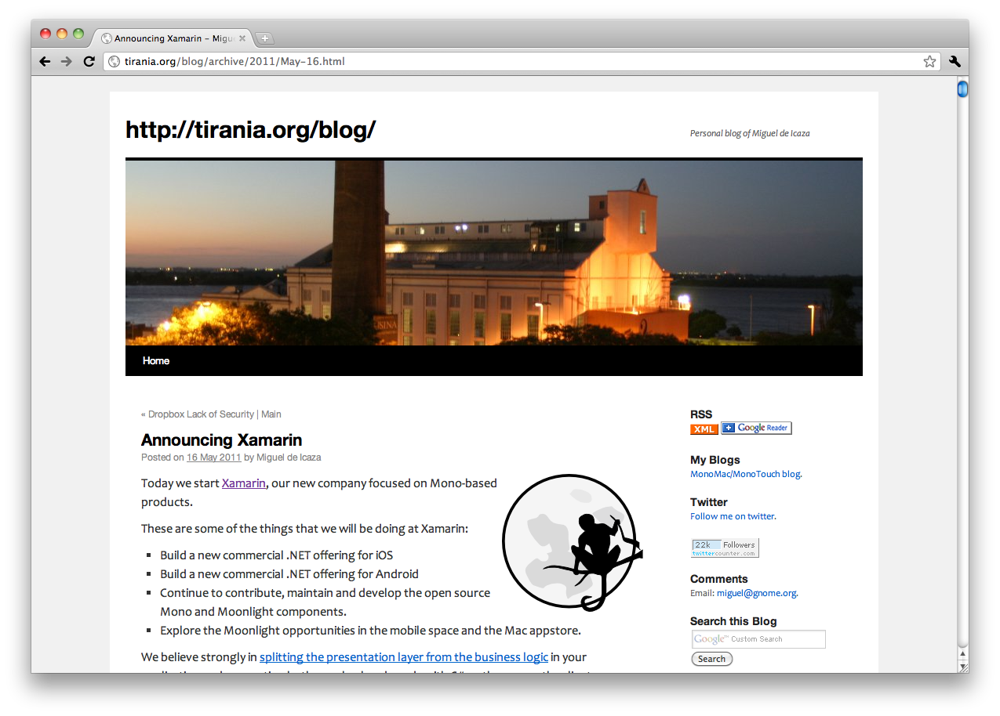 Announcing Xamarin – Migu
tirania.org/blog/archive/2011/May-16.html
http://tirania.org/blog/
Personal blog of Miguel de Icaza
USINA
Home
« Dropbox Lack of Security | Main
Announcing Xamarin
Posted on 16 May 2011 by Miguel de Icaza
Today we start Xamarin, our new company focused on Mono-based
products.
These are some of the things that we will be doing at Xamarin:
Build a new commercial .NET offering for iOS
Build a new commercial .NET offering for Android
Continue to contribute, maintain and develop the open source
Mono and Moonlight components.
Explore the Moonlight opportunities in the mobile space and the Mac appstore.
We believe strongly in splitting the presentation layer from the business logic in your
RSS
XML
Google Reader
My Blogs
MonoMac/MonoTouch blog.
Twitter
Follow me on twitter.
22k Followers
twittercounter.com
Comments
Email: miguel@gnome.org.
Search this Blog
Google™ Custom Search
Search